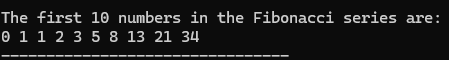 The first 10 numbers in the Fibonacci series are:
0 1 1 2 3 5 8 13 21 34
--------------------------------